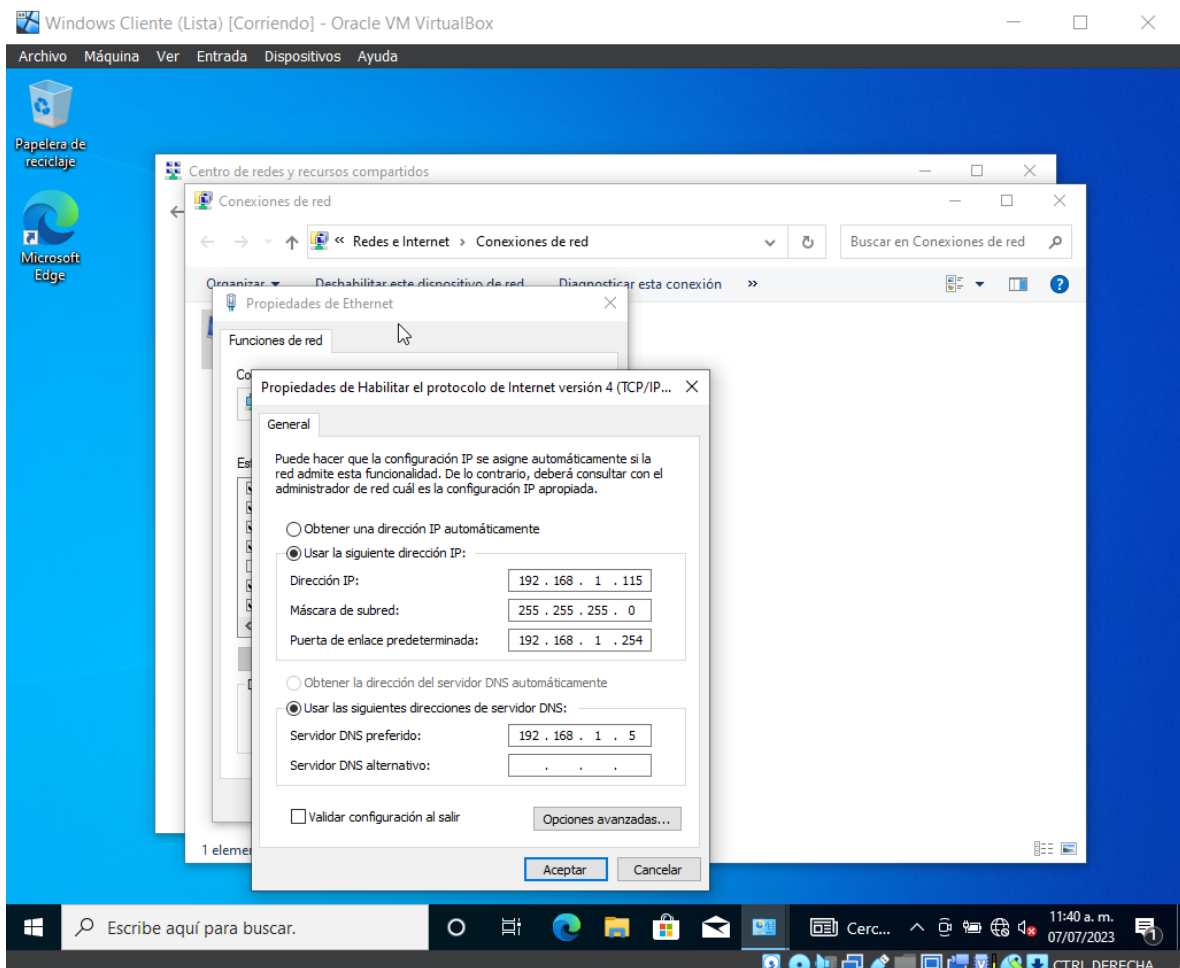 Windows Cliente (Lista) [Corriendo] - Oracle VM VirtualBox
Archivo Máquina Ver Entrada Dispositivos Ayuda
Papelera de
reciclaje
Microsoft
Edge
Centro de redes y recursos compartidos
Conexiones de red
« Redes e Internet › Conexiones de red
Buscar en Conexiones de red
Organizar Deshabilitar este dispositivo de red Diagnosticar esta conexión »
Propiedades de Ethernet
Funciones de red
Co
Propiedades de Habilitar el protocolo de Internet versión 4 (TCP/IP...
General
Puede hacer que la configuración IP se asigne automáticamente si la
red admite esta funcionalidad. De lo contrario, deberá consultar con el
administrador de red cuál es la configuración IP apropiada.
Es
Obtener una dirección IP automáticamente
Usar la siguiente dirección IP:
Dirección IP: 192 . 168 . 1 . 115
Máscara de subred: 255 . 255 . 255 . 0
Puerta de enlace predeterminada: 192 . 168 . 1 . 254
Obtener la dirección del servidor DNS automáticamente
Usar las siguientes direcciones de servidor DNS:
Servidor DNS preferido: 192 . 168 . 1 . 5
Servidor DNS alternativo: . . .
Validar configuración al salir
Opciones avanzadas...
1 eleme
Aceptar Cancelar
Escribe aquí para buscar.
Cerc...
11:40 a. m.
07/07/2023
1
CTRL DERECHA